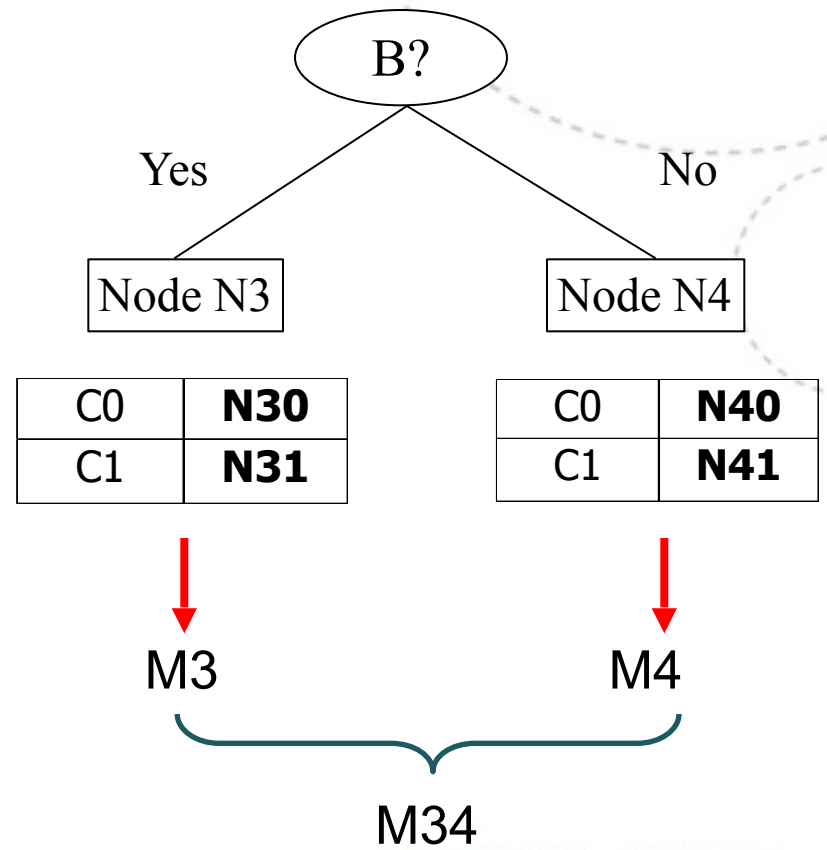 B?
Yes No
Node N3 Node N4
C0 N30 C0 N40
C1 N31 C1 N41
M3 M4
M34